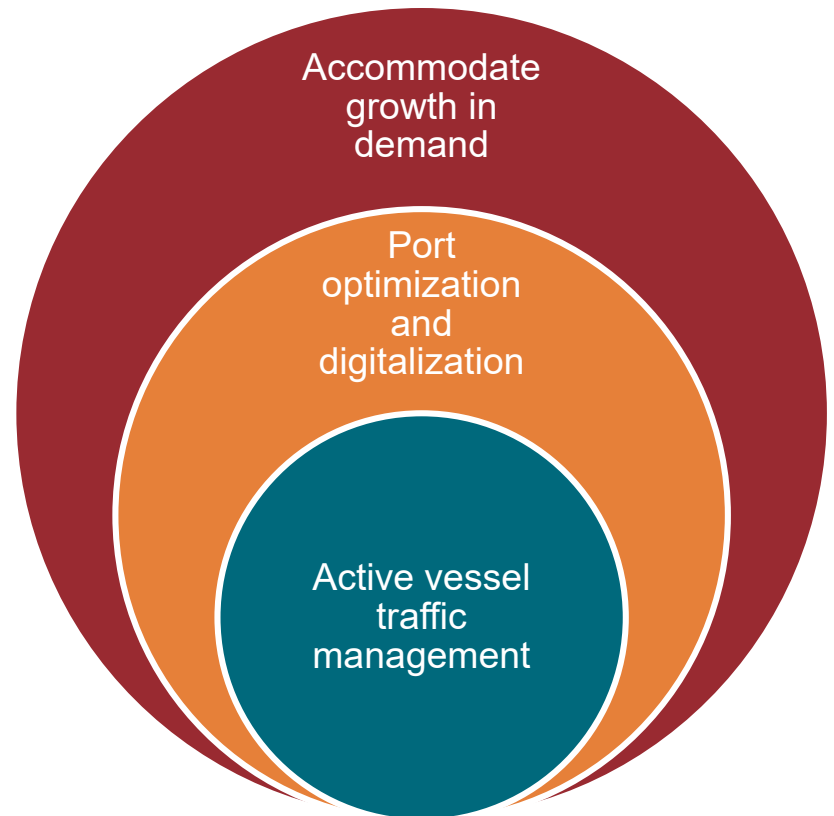 Accommodate
growth in
demand
Port
optimization
and
digitalization
Active vessel
traffic
management